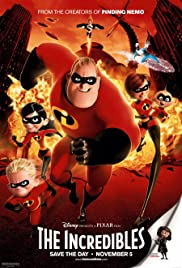 FROM THE CREATORS OF FINDING NEMO
DISNEY PRESENTS A PIXAR FILM
THE INCREDIBLES
SAVE THE DAY • NOVEMBER 5